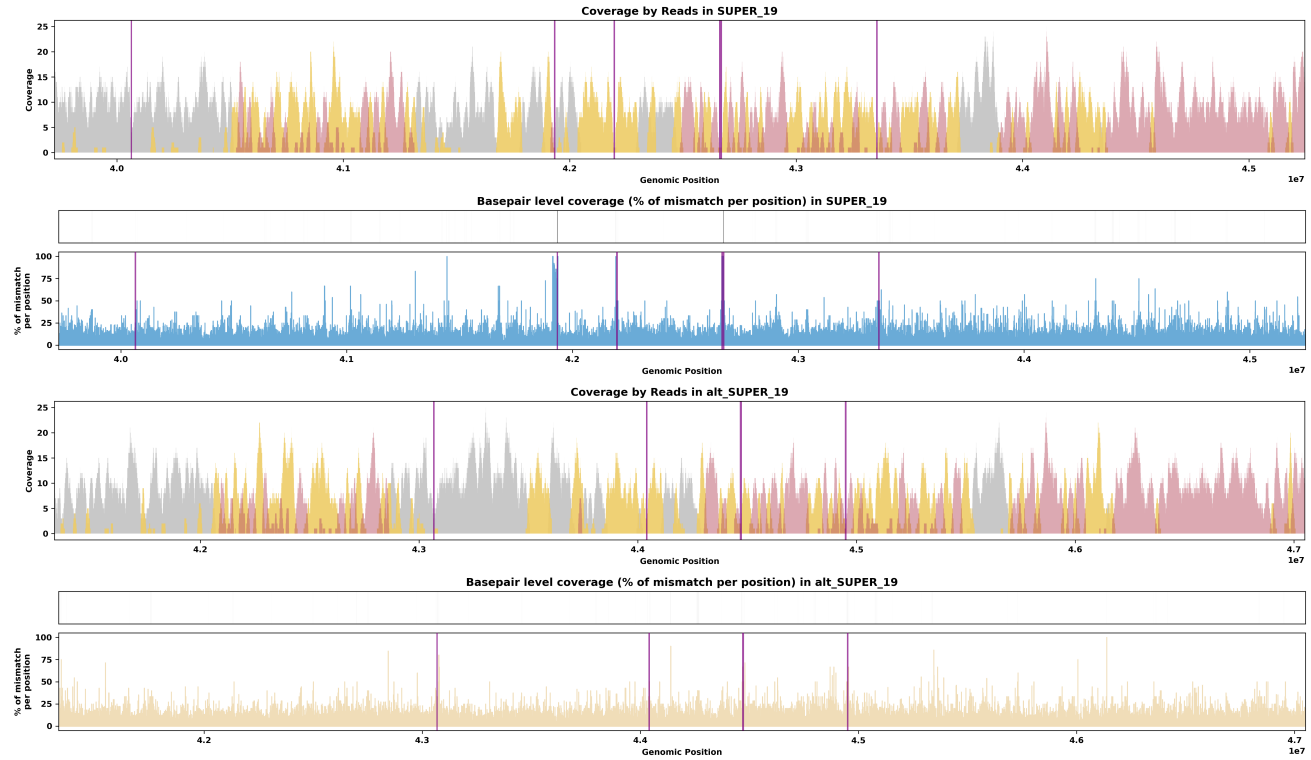 Coverage by Reads in SUPER_19
25
20
15
10
5
0
Coverage
4.0 4.1 4.2 4.3 4.4 4.5
Genomic Position
1e7
Basepair level coverage (% of mismatch per position) in SUPER_19
100
75
50
25
0
% of mismatch
per position
4.0 4.1 4.2 4.3 4.4 4.5
Genomic Position
1e7
Coverage by Reads in alt_SUPER_19
25
20
15
10
5
0
Coverage
4.2 4.3 4.4 4.5 4.6 4.7
Genomic Position
1e7
Basepair level coverage (% of mismatch per position) in alt_SUPER_19
100
75
50
25
0
% of mismatch
per position
4.2 4.3 4.4 4.5 4.6 4.7
Genomic Position
1e7